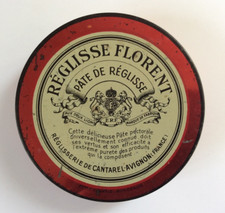 RÉGLISSE FLORENT
PÂTE DE RÉGLISSE
Cette délicieuse Pâte pectorale
universellement connue, doit
ses vertus et son efficacité à
l'extrême pureté des produits
qui la composent
RÉGLISSERIE DE CANTAREL AVIGNON (FRANCE)